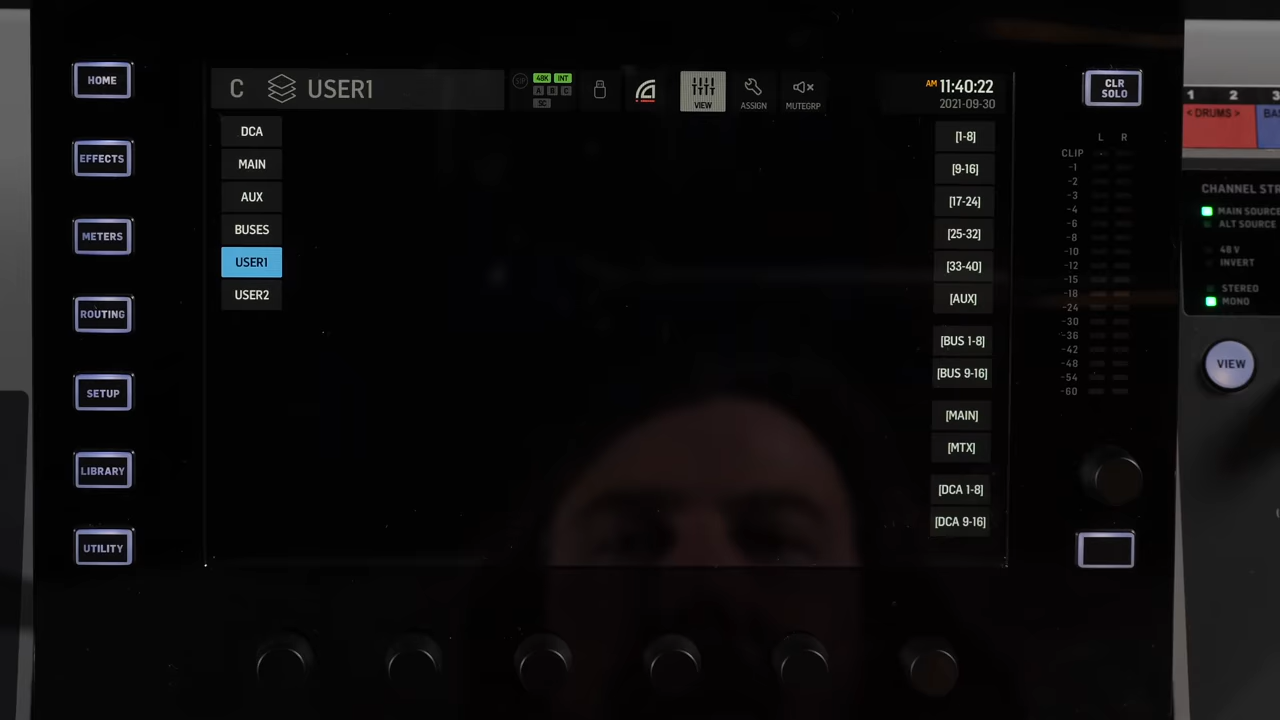 HOME
EFFECTS
METERS
ROUTING
SETUP
LIBRARY
UTILITY
C USER1
48K INT
A B C
SC
VIEW
ASSIGN
MUTEGRP
AM 11:40:22
2021-09-30
DCA
MAIN
AUX
BUSES
USER1
USER2
[1-8]
[9-16]
[17-24]
[25-32]
[33-40]
[AUX]
[BUS 1-8]
[BUS 9-16]
[MAIN]
[MTX]
[DCA 1-8]
[DCA 9-16]
CLR
SOLO
L R
CLIP
-1
-2
-3
-4
-6
-8
-10
-12
-15
-18
-24
-30
-36
-42
-48
-54
-60
1 2 3
< DRUMS > BAS
CHANNEL STR
MAIN SOURCE
ALT SOURCE
48 V
INVERT
STEREO
MONO
VIEW